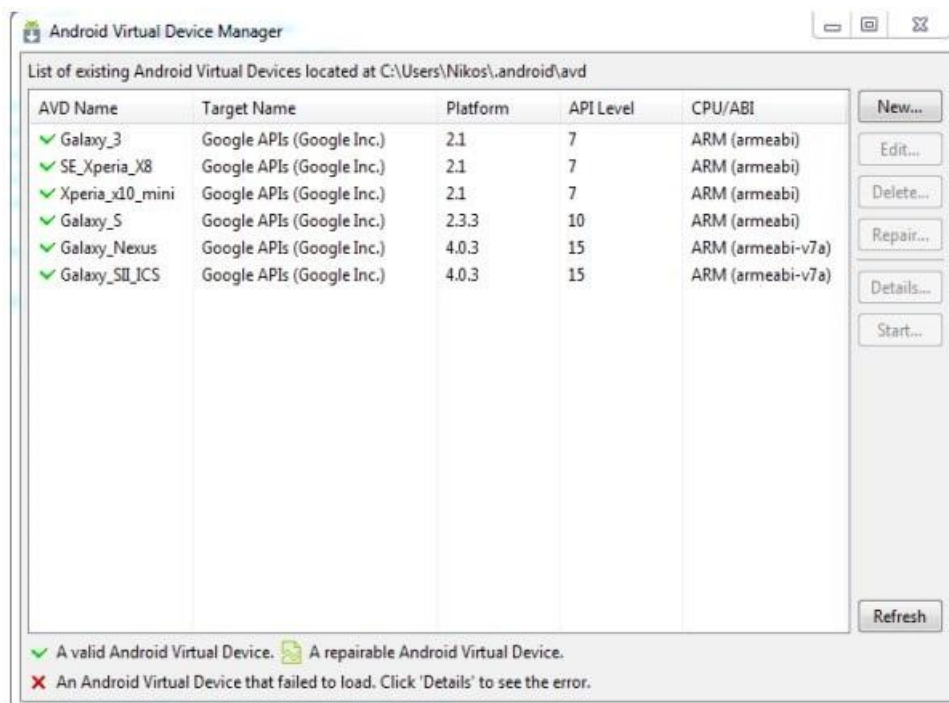 Android Virtual Device Manager
List of existing Android Virtual Devices located at C:\Users\Nikos\.android\avd
AVD Name Target Name Platform API Level CPU/ABI
Galaxy_3 Google APIs (Google Inc.) 2.1 7 ARM (armeabi)
SE_Xperia_X8 Google APIs (Google Inc.) 2.1 7 ARM (armeabi)
Xperia_x10_mini Google APIs (Google Inc.) 2.1 7 ARM (armeabi)
Galaxy_S Google APIs (Google Inc.) 2.3.3 10 ARM (armeabi)
Galaxy_Nexus Google APIs (Google Inc.) 4.0.3 15 ARM (armeabi-v7a)
Galaxy_SII_ICS Google APIs (Google Inc.) 4.0.3 15 ARM (armeabi-v7a)
New...
Edit...
Delete...
Repair...
Details...
Start...
Refresh
A valid Android Virtual Device. A repairable Android Virtual Device.
An Android Virtual Device that failed to load. Click 'Details' to see the error.